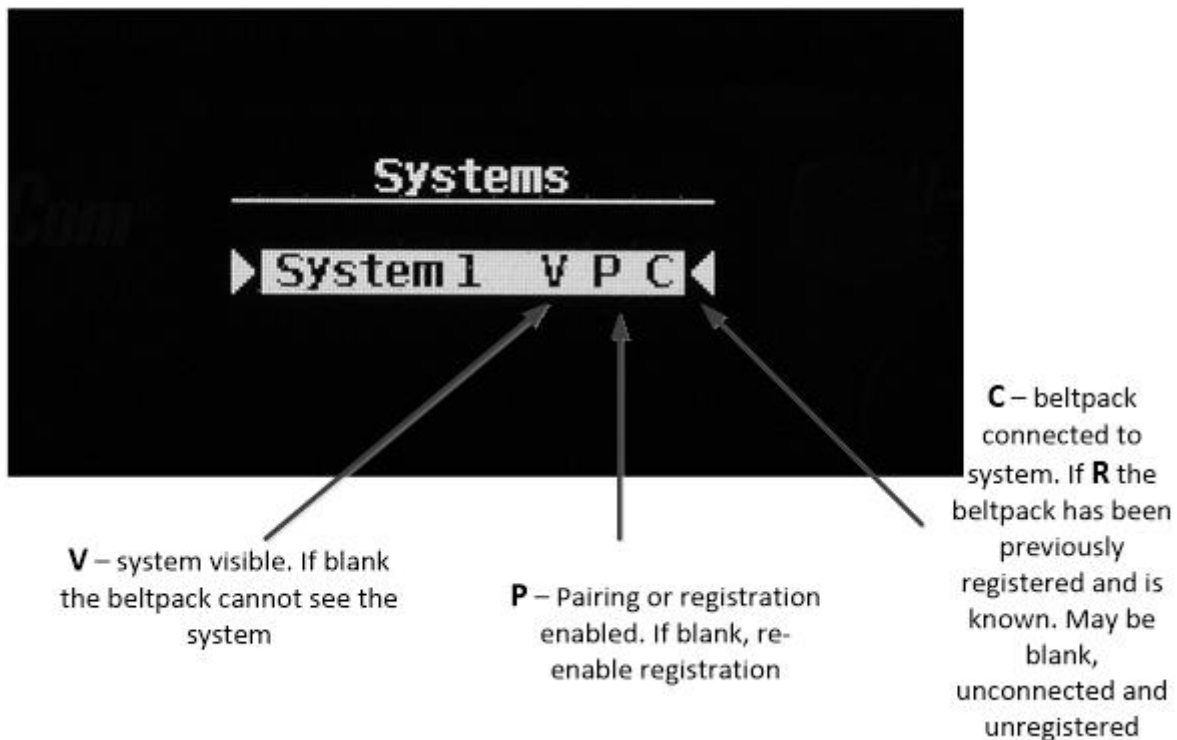 Systems
System1 V P C
V – system visible. If blank
the beltpack cannot see the
system
P – Pairing or registration
enabled. If blank, re-
enable registration
C – beltpack
connected to
system. If R the
beltpack has been
previously
registered and is
known. May be
blank,
unconnected and
unregistered